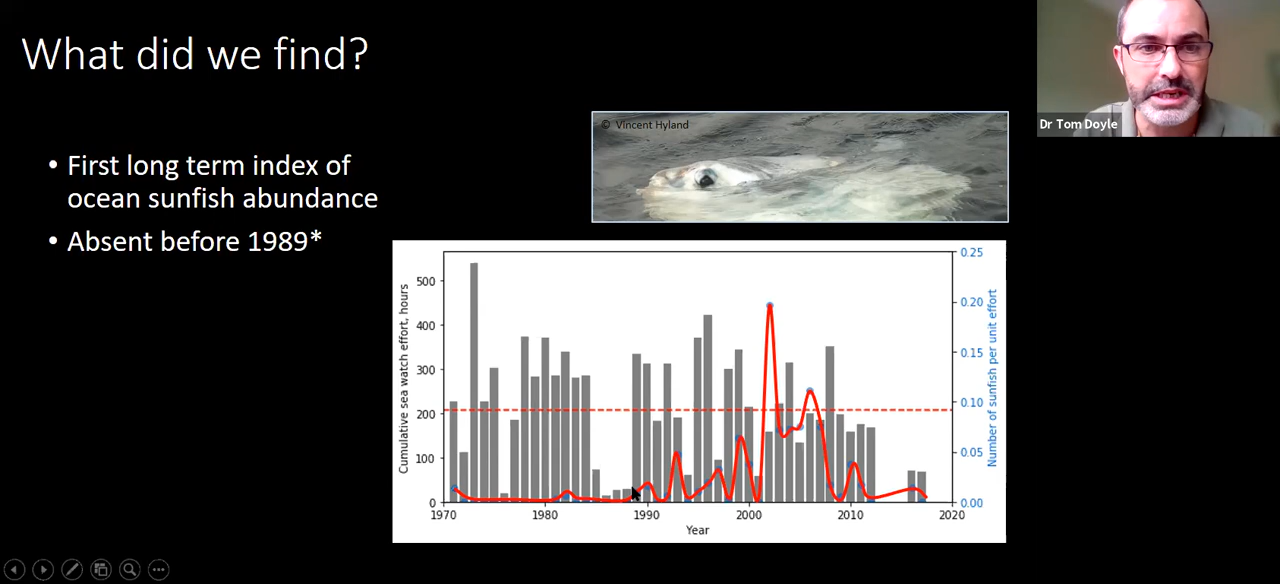 What did we find?
• First long term index of
ocean sunfish abundance
• Absent before 1989*
© Vincent Hyland
Dr Tom Doyle
Cumulative sea watch effort, hours
500
400
300
200
100
0
0.25
0.20
0.15
0.10
0.05
0.00
Number of sunfish per unit effort
1970 1980 1990 2000 2010 2020
Year